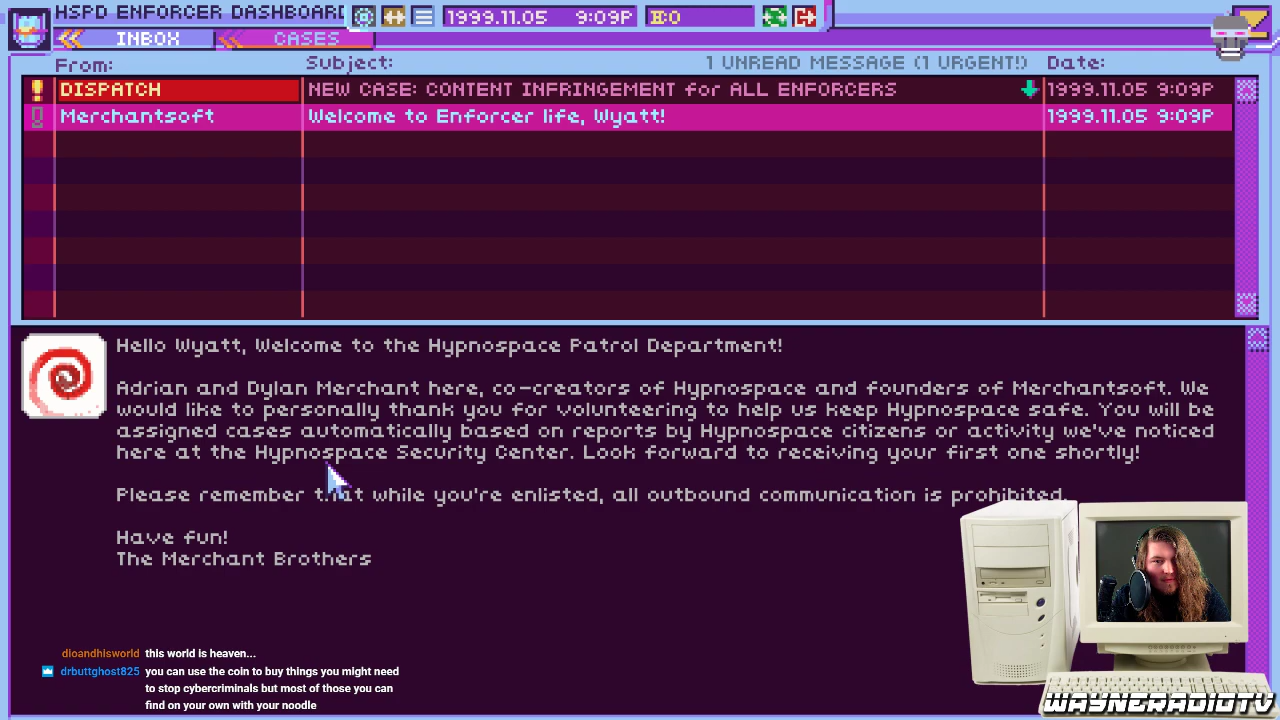 HSPD ENFORCER DASHBOARD
1999.11.05 9:09P
:0
INBOX
CASES
From:
Subject:
1 UNREAD MESSAGE (1 URGENT!)
Date:
DISPATCH
NEW CASE: CONTENT INFRINGEMENT for ALL ENFORCERS
1999.11.05 9:09P
Merchantsoft
Welcome to Enforcer life, Wyatt!
1999.11.05 9:09P
Hello Wyatt, Welcome to the Hypnospace Patrol Department!
Adrian and Dylan Merchant here, co-creators of Hypnospace and founders of Merchantsoft. We
would like to personally thank you for volunteering to help us keep Hypnospace safe. You will be
assigned cases automatically based on reports by Hypnospace citizens or activity we've noticed
here at the Hypnospace Security Center. Look forward to receiving your first one shortly!
Please remember that while you're enlisted, all outbound communication is prohibited.
Have fun!
The Merchant Brothers
dioandhisworld this world is heaven...
drbuttghost825 you can use the coin to buy things you might need
to stop cybercriminals but most of those you can
find on your own with your noodle
WAYNERADIOTV